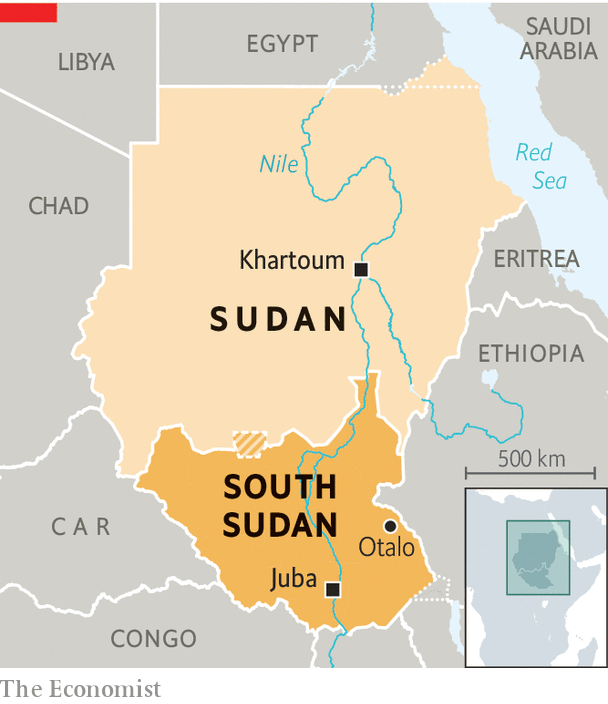 SAUDI
ARABIA
EGYPT
LIBYA
Nile
Red
Sea
CHAD
Khartoum
ERITREA
SUDAN
ETHIOPIA
500 km
SOUTH
SUDAN
CAR
Otalo
Juba
CONGO
The Economist